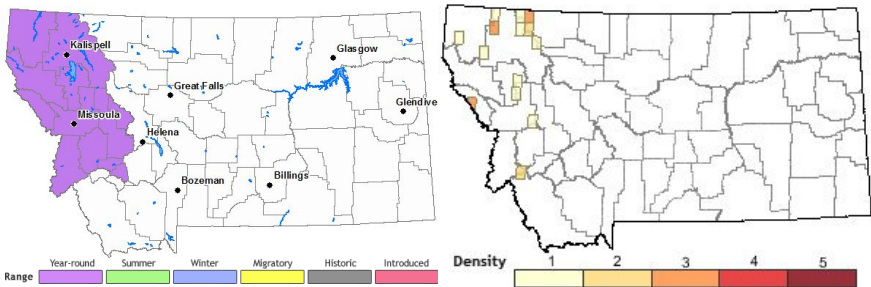 Kalispell
Glasgow
Great Falls
Glendive
Missoula
Helena
Bozeman
Billings
Range
Year-round Summer Winter Migratory Historic Introduced
Density
1 2 3 4 5